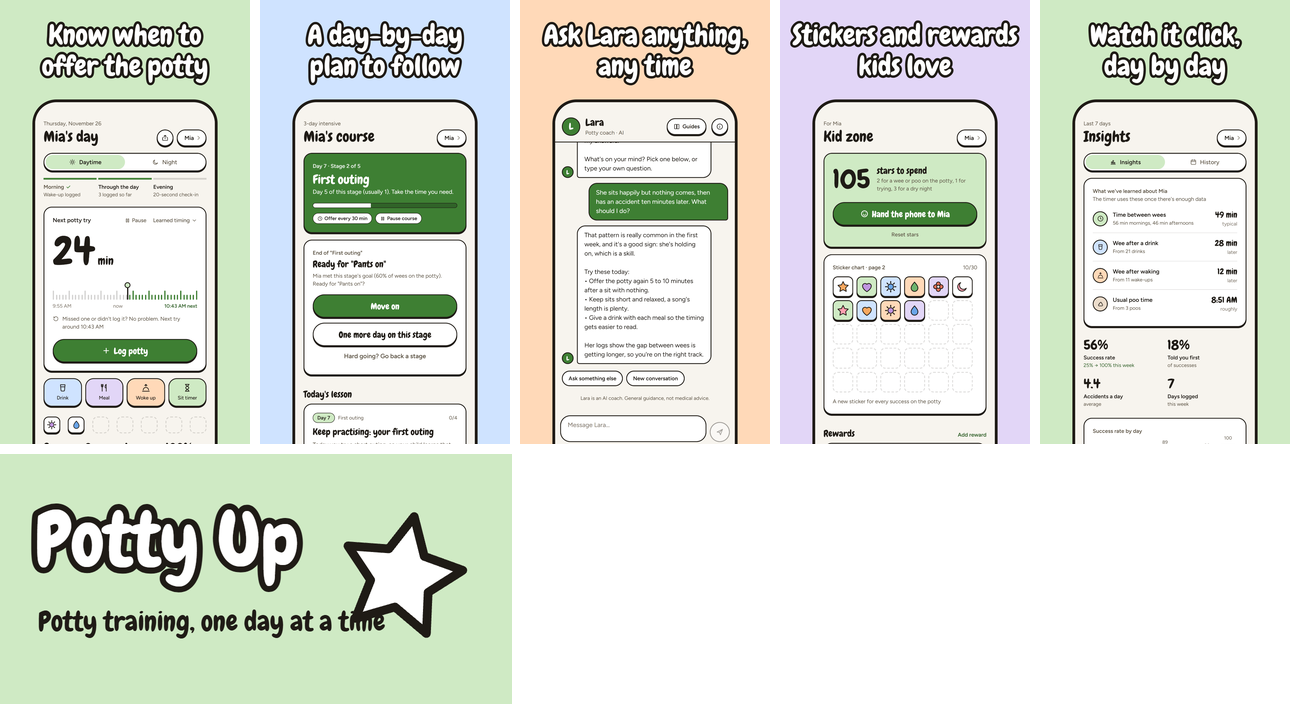 Know when to
offer the potty
Thursday, November 26
Mia's day
Mia
Daytime
Night
Morning ✓
Wake-up logged
Through the day
3 logged so far
Evening
20-second check-in
Next potty try
Pause
Learned timing
24 min
9:55 AM
now
10:43 AM next
Missed one or didn't log it? No problem. Next try
around 10:43 AM
+ Log potty
Drink
Meal
Wake up
Sit timer
A day-by-day
plan to follow
3-day intensive
Mia's course
Mia
Day 7 · Stage 2 of 5
First outing
Day 5 of this stage (usually 1). Take the time you need.
Offer every 30 min
Pause course
End of "First outing"
Ready for "Pants on"
Mia met this stage's goal (60% of wees on the potty)
Ready for "Pants on"?
Move on
One more day on this stage
Hard going? Go back a stage
Today's lesson
Day 7
First outing
0/4
Keep practising: your first outing
Ask Lara anything,
any time
L
Lara
Potty coach · AI
Guides
What's on your mind? Pick one below, or
type your own question.
L
She sits happily but nothing comes, then
has an accident ten minutes later. What
should I do?
That pattern is really common in the first
week, and it's a good sign: she's holding
on, which is a skill.
Try these today:
• Offer the potty again 5 to 10 minutes
after a sit with nothing.
• Keep sits short and relaxed, a song's
length is plenty.
• Give a drink with each meal so the timing
gets easier to read.
Her logs show the gap between wees is
getting longer, so you're on the right track.
L
Ask something else
New conversation
Lara is an AI coach. General guidance, not medical advice.
Message Lara...
Stickers and rewards
kids love
For Mia
Kid zone
Mia
105
stars to spend
2 for a wee or poo on the potty, 1 for
trying, 3 for a dry night
Hand the phone to Mia
Reset stars
Sticker chart · page 2
10/30
A new sticker for every success on the potty
Rewards
Add reward
Watch it click,
day by day
Last 7 days
Insights
Mia
Insights
History
What we've learned about Mia
The timer uses these once there's enough data
Time between wees
56 min mornings, 46 min afternoons
49 min
typical
Wee after a drink
From 21 drinks
28 min
later
Wee after waking
From 11 wake-ups
12 min
later
Usual poo time
From 3 poos
8:51 AM
roughly
56%
Success rate
25% → 100% this week
18%
Told you first
of successes
4.4
Accidents a day
average
7
Days logged
this week
Success rate by day
89
100
Potty Up
Potty training, one day at a time